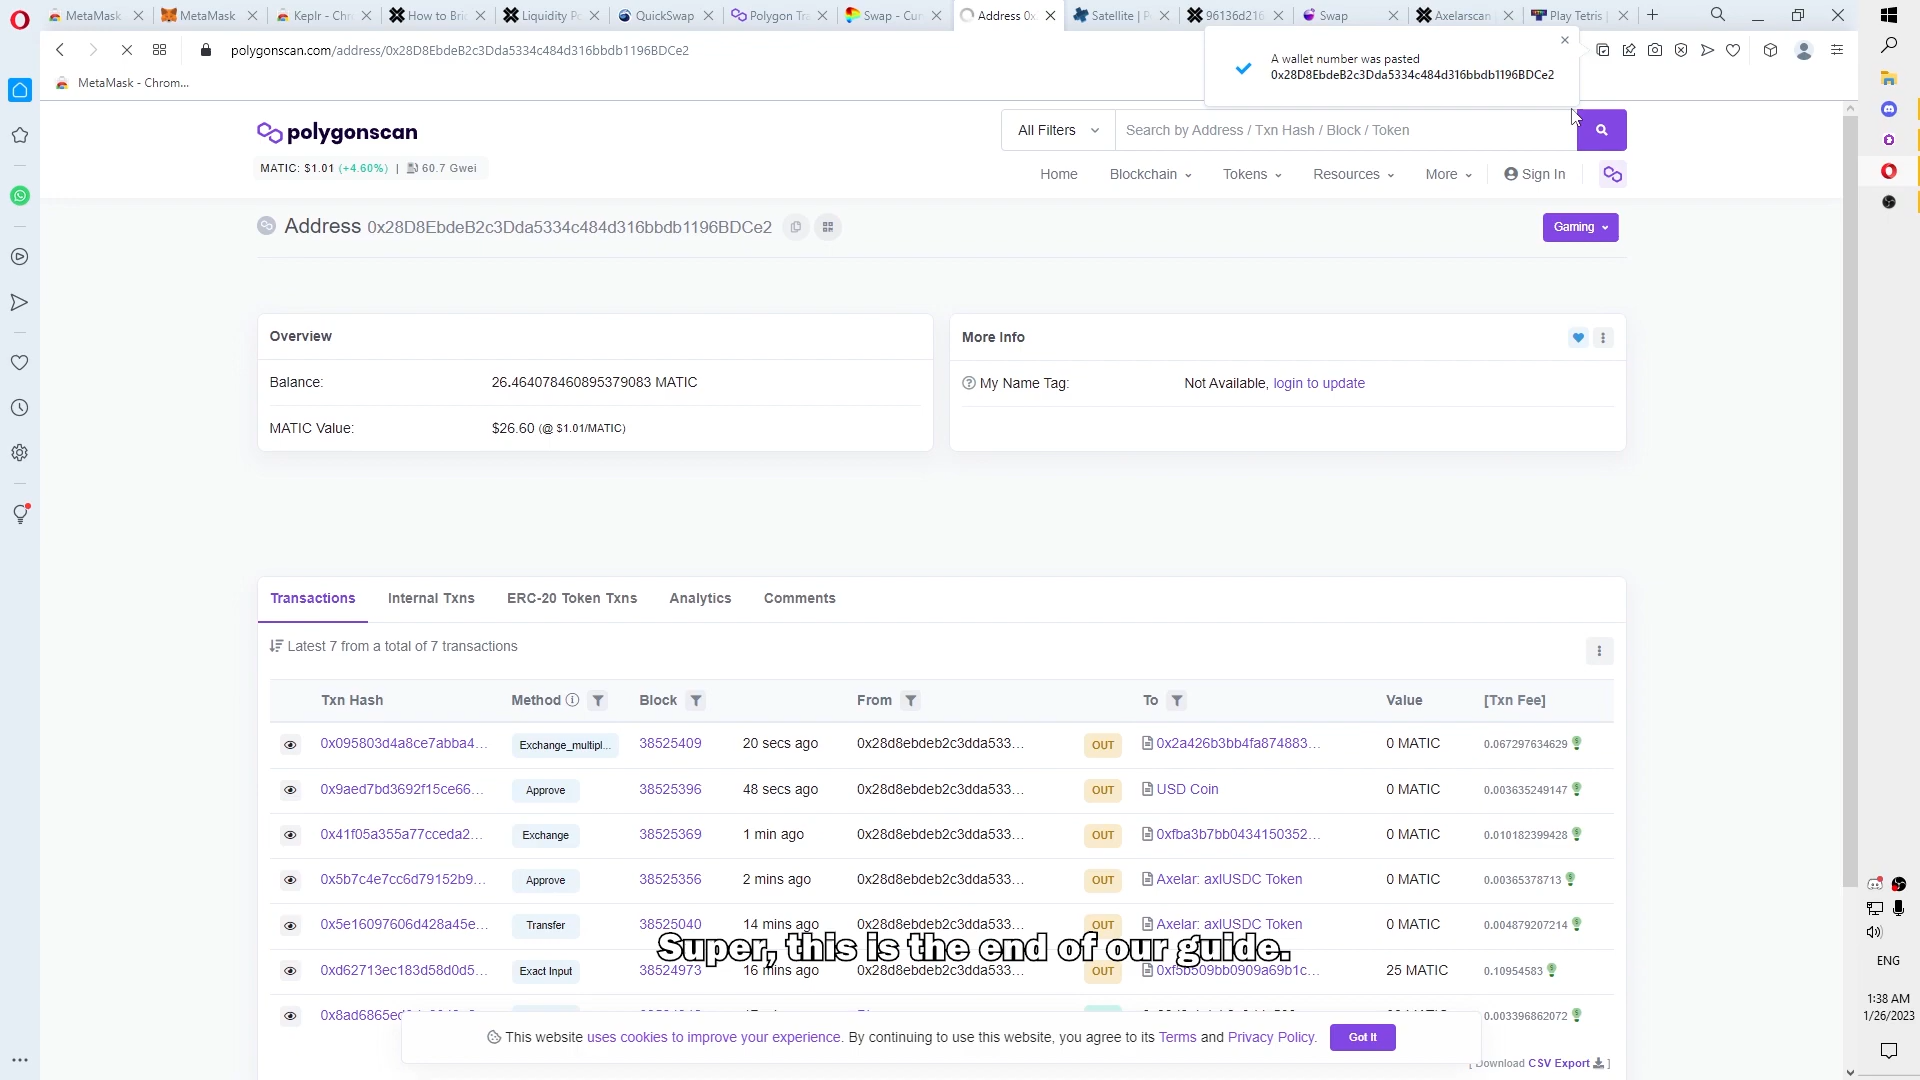 MetaMask
MetaMask
Keplr - Chr
How to Bri
Liquidity P
QuickSwap
Polygon Tra
Swap - Cur
Address 0x
Satellite | P
96136d216
Swap
Axelarscan
Play Tetris |
polygonscan.com/address/0x28D8EbdeB2c3Dda5334c484d316bbdb1196BDCe2
MetaMask - Chrom...
A wallet number was pasted
0x28D8EbdeB2c3Dda5334c484d316bbdb1196BDCe2
polygonscan
All Filters
Search by Address / Txn Hash / Block / Token
MATIC: $1.01 (+4.60%) | 60.7 Gwei
Home Blockchain Tokens Resources More Sign In
Address 0x28D8EbdeB2c3Dda5334c484d316bbdb1196BDCe2
Gaming
Overview
Balance: 26.464078460895379083 MATIC
MATIC Value: $26.60 (@ $1.01/MATIC)
More Info
My Name Tag: Not Available, login to update
Transactions Internal Txns ERC-20 Token Txns Analytics Comments
Latest 7 from a total of 7 transactions
Txn Hash Method Block From To Value [Txn Fee]
0x095803d4a8ce7abba4... Exchange_multipl... 38525409 20 secs ago 0x28d8ebdeb2c3dda533... OUT 0x2a426b3bb4fa874883... 0 MATIC 0.067297634629
0x9aed7bd3692f15ce66... Approve 38525396 48 secs ago 0x28d8ebdeb2c3dda533... OUT USD Coin 0 MATIC 0.003635249147
0x41f05a355a77cceda2... Exchange 38525369 1 min ago 0x28d8ebdeb2c3dda533... OUT 0xfba3b7bb0434150352... 0 MATIC 0.010182399428
0x5b7c4e7cc6d79152b9... Approve 38525356 2 mins ago 0x28d8ebdeb2c3dda533... OUT Axelar: axlUSDC Token 0 MATIC 0.00365378713
0x5e16097606d428a45e... Transfer 38525040 14 mins ago 0x28d8ebdeb2c3dda533... OUT Axelar: axlUSDC Token 0 MATIC 0.004879207214
Super, this is the end of our guide.
0xd62713ec183d58d0d5... Exact Input 38524973 16 mins ago 0x28d8ebdeb2c3dda533... OUT 0xf5b509bb0909a69b1c... 25 MATIC 0.10954583
0.003396862072
This website uses cookies to improve your experience. By continuing to use this website, you agree to its Terms and Privacy Policy.
Got It
[ Download CSV Export ]
ENG
1:38 AM
1/26/2023